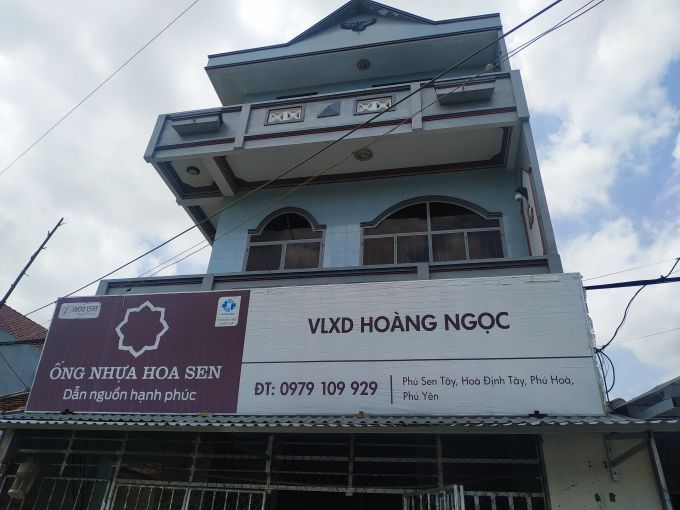 1800 1515
ỐNG NHỰA HOA SEN
Dẫn nguồn hạnh phúc
VLXD HOÀNG NGỌC
ĐT: 0979 109 929
Phú Sen Tây, Hoà Định Tây, Phú Hoà,
Phú Yên